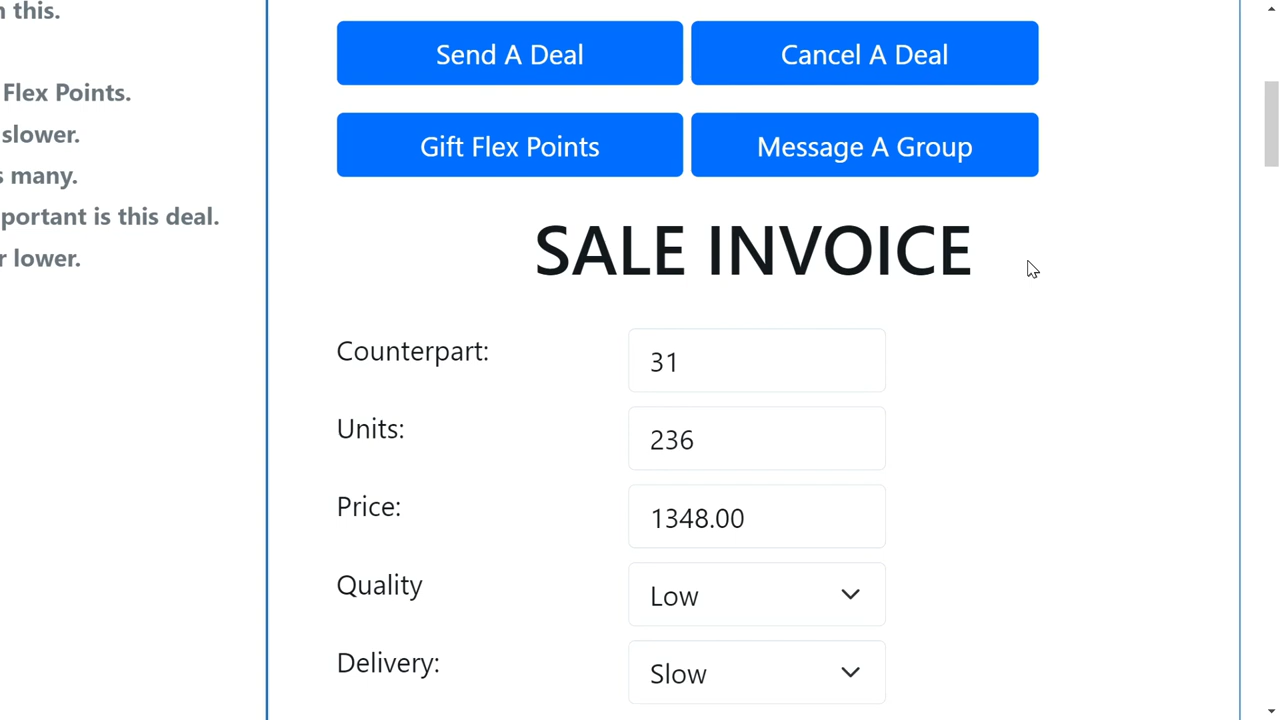 this.
Flex Points.
slower.
many.
is this deal.
lower.
Send A Deal
Cancel A Deal
Gift Flex Points
Message A Group
SALE INVOICE
Counterpart:
31
Units:
236
Price:
1348.00
Quality
Low
Delivery:
Slow